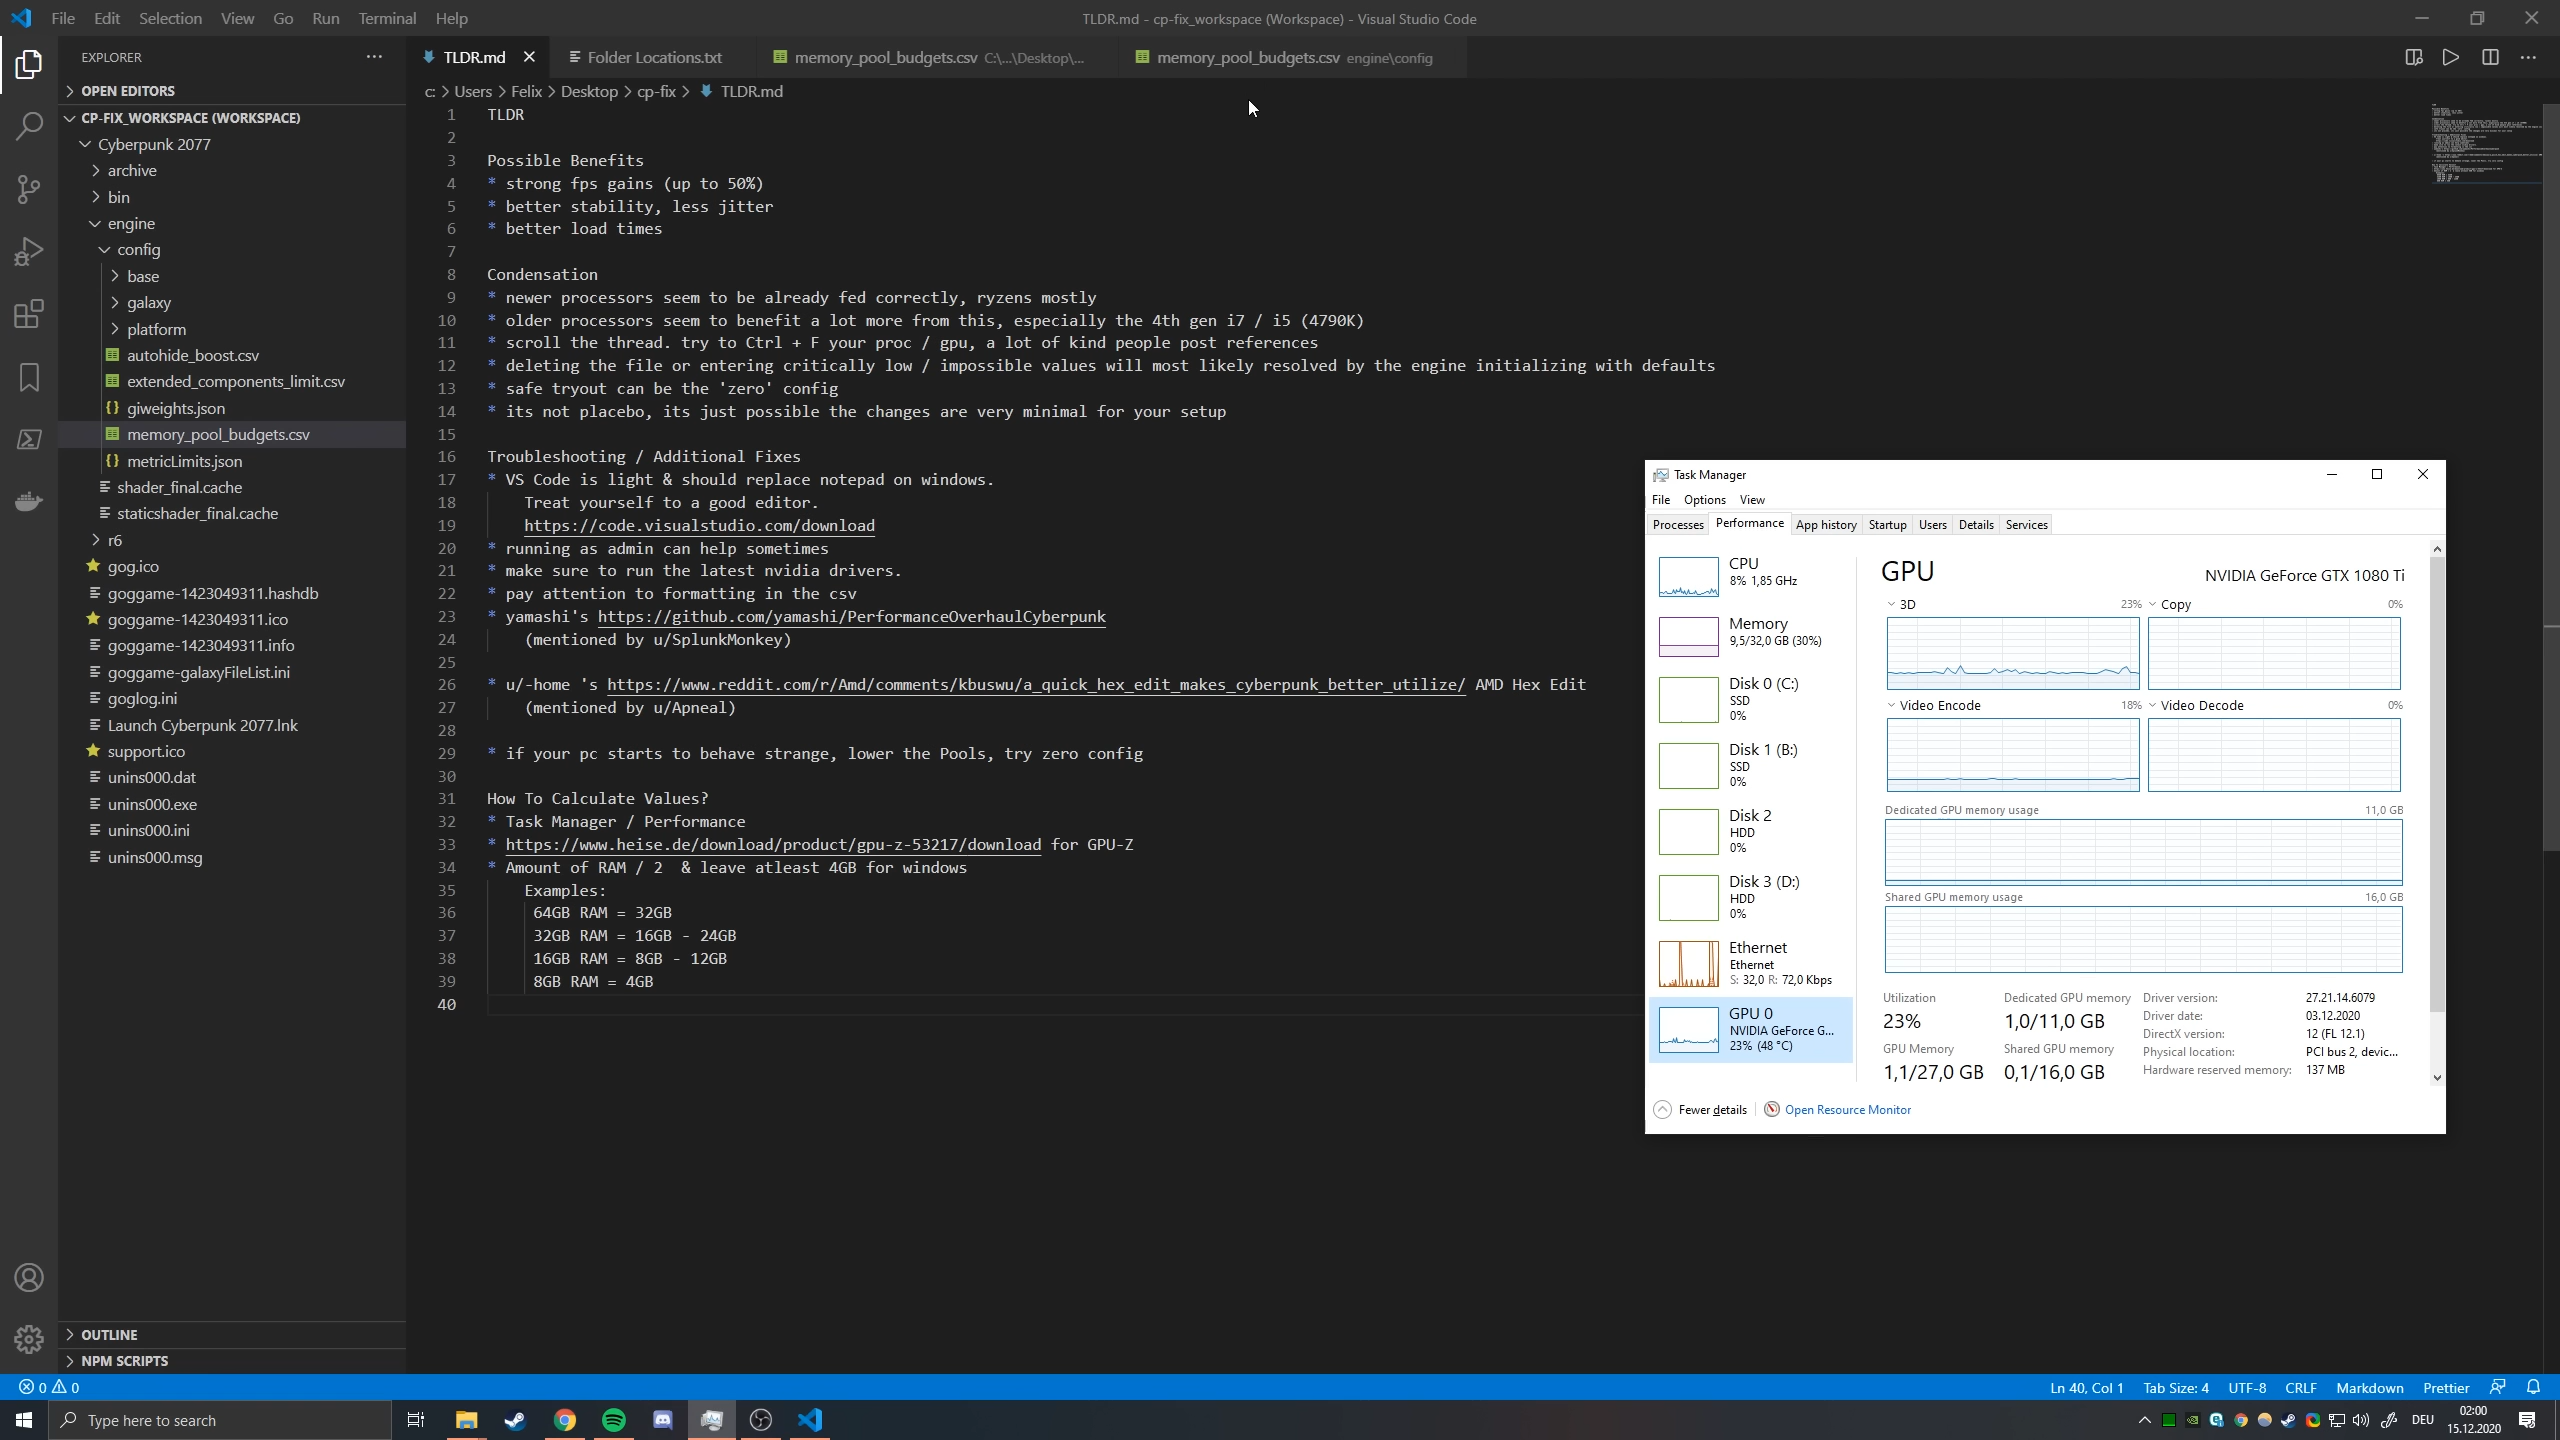 File Edit Selection View Go Run Terminal Help
TLDR.md - cp-fix_workspace (Workspace) - Visual Studio Code
EXPLORER
TLDR.md
Folder Locations.txt
memory_pool_budgets.csv C:\...\Desktop\...
memory_pool_budgets.csv engine\config
OPEN EDITORS
CP-FIX_WORKSPACE (WORKSPACE)
Cyberpunk 2077
archive
bin
engine
config
base
galaxy
platform
autohide_boost.csv
extended_components_limit.csv
giweights.json
memory_pool_budgets.csv
metricLimits.json
shader_final.cache
staticshader_final.cache
r6
gog.ico
goggame-1423049311.hashdb
goggame-1423049311.ico
goggame-1423049311.info
goggame-galaxyFileList.ini
goglog.ini
Launch Cyberpunk 2077.lnk
support.ico
unins000.dat
unins000.exe
unins000.ini
unins000.msg
OUTLINE
NPM SCRIPTS
c: > Users > Felix > Desktop > cp-fix > TLDR.md
1 TLDR
2
3 Possible Benefits
4 * strong fps gains (up to 50%)
5 * better stability, less jitter
6 * better load times
7
8 Condensation
9 * newer processors seem to be already fed correctly, ryzens mostly
10 * older processors seem to benefit a lot more from this, especially the 4th gen i7 / i5 (4790K)
11 * scroll the thread. try to Ctrl + F your proc / gpu, a lot of kind people post references
12 * deleting the file or entering critically low / impossible values will most likely resolved by the engine initializing with defaults
13 * safe tryout can be the 'zero' config
14 * its not placebo, its just possible the changes are very minimal for your setup
15
16 Troubleshooting / Additional Fixes
17 * VS Code is light & should replace notepad on windows.
18 Treat yourself to a good editor.
19 https://code.visualstudio.com/download
20 * running as admin can help sometimes
21 * make sure to run the latest nvidia drivers.
22 * pay attention to formatting in the csv
23 * yamashi's https://github.com/yamashi/PerformanceOverhaulCyberpunk
24 (mentioned by u/SplunkMonkey)
25
26 * u/-home 's https://www.reddit.com/r/Amd/comments/kbuswu/a_quick_hex_edit_makes_cyberpunk_better_utilize/ AMD Hex Edit
27 (mentioned by u/Apneal)
28
29 * if your pc starts to behave strange, lower the Pools, try zero config
30
31 How To Calculate Values?
32 * Task Manager / Performance
33 * https://www.heise.de/download/product/gpu-z-53217/download for GPU-Z
34 * Amount of RAM / 2  & leave atleast 4GB for windows
35 Examples:
36 64GB RAM = 32GB
37 32GB RAM = 16GB - 24GB
38 16GB RAM = 8GB - 12GB
39 8GB RAM = 4GB
40
Task Manager
File Options View
Processes Performance App history Startup Users Details Services
CPU
8% 1,85 GHz
Memory
9,5/32,0 GB (30%)
Disk 0 (C:)
SSD
0%
Disk 1 (B:)
SSD
0%
Disk 2
HDD
0%
Disk 3 (D:)
HDD
0%
Ethernet
Ethernet
S: 32,0 R: 72,0 Kbps
GPU 0
NVIDIA GeForce G...
23% (48 °C)
GPU
NVIDIA GeForce GTX 1080 Ti
3D 23% Copy 0%
Video Encode 18% Video Decode 0%
Dedicated GPU memory usage 11,0 GB
Shared GPU memory usage 16,0 GB
Utilization
23%
Dedicated GPU memory
1,0/11,0 GB
GPU Memory
1,1/27,0 GB
Shared GPU memory
0,1/16,0 GB
Driver version: 27.21.14.6079
Driver date: 03.12.2020
DirectX version: 12 (FL 12.1)
Physical location: PCI bus 2, devic...
Hardware reserved memory: 137 MB
Fewer details
Open Resource Monitor
0 0
Ln 40, Col 1 Tab Size: 4 UTF-8 CRLF Markdown Prettier
Type here to search
DEU
02:00
15.12.2020